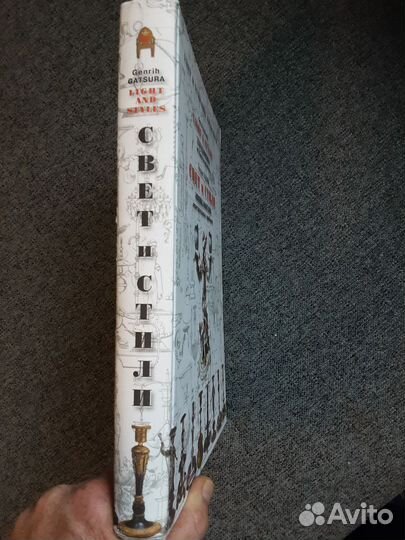 Genrih
GATSURA
LIGHT
AND
STYLES
СВЕТ и СТИЛИ
Avito